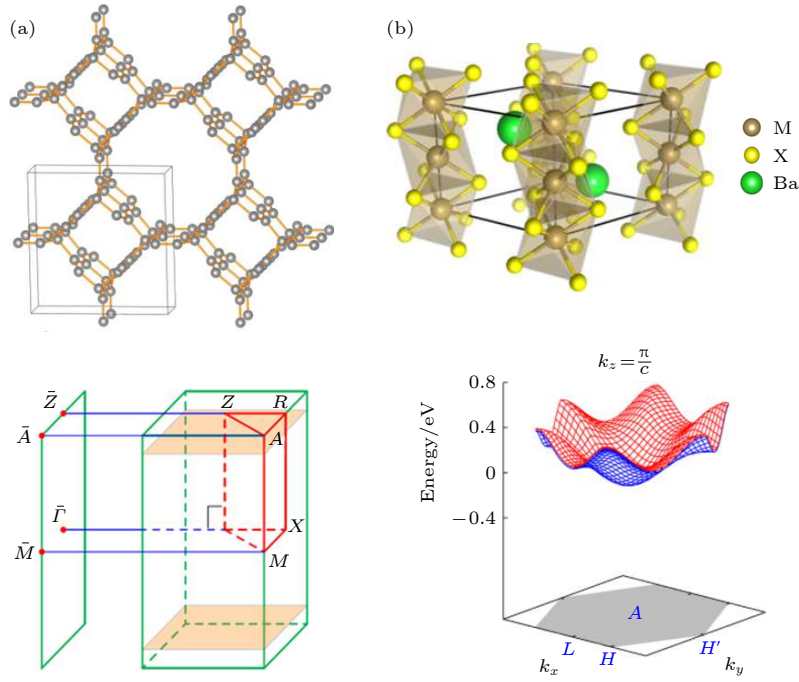 (a)
(b)
M
X
Ba
Z̄
Z
R
Ā
A
Γ̄
X
M̄
M
k_z = π/c
Energy/eV
0.8
0.4
0
−0.4
A
L
H
H′
k_x
k_y